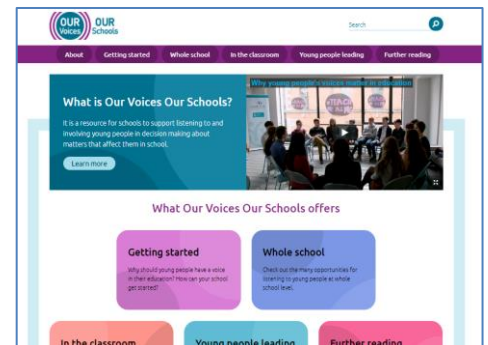 OUR Voices
OUR Schools
Search
About
Getting started
Whole school
In the classroom
Young people leading
Further reading
What is Our Voices Our Schools?
It is a resource for schools to support listening to and
involving young people in decision making about
matters that affect them in school.
Learn more
Why young people's voices matter in education
What Our Voices Our Schools offers
Getting started
Why should young people have a voice
in their education? How can your school
get started?
Whole school
Check out the many opportunities for
listening to young people at whole
school level.
In the classroom
Young people leading
Further reading